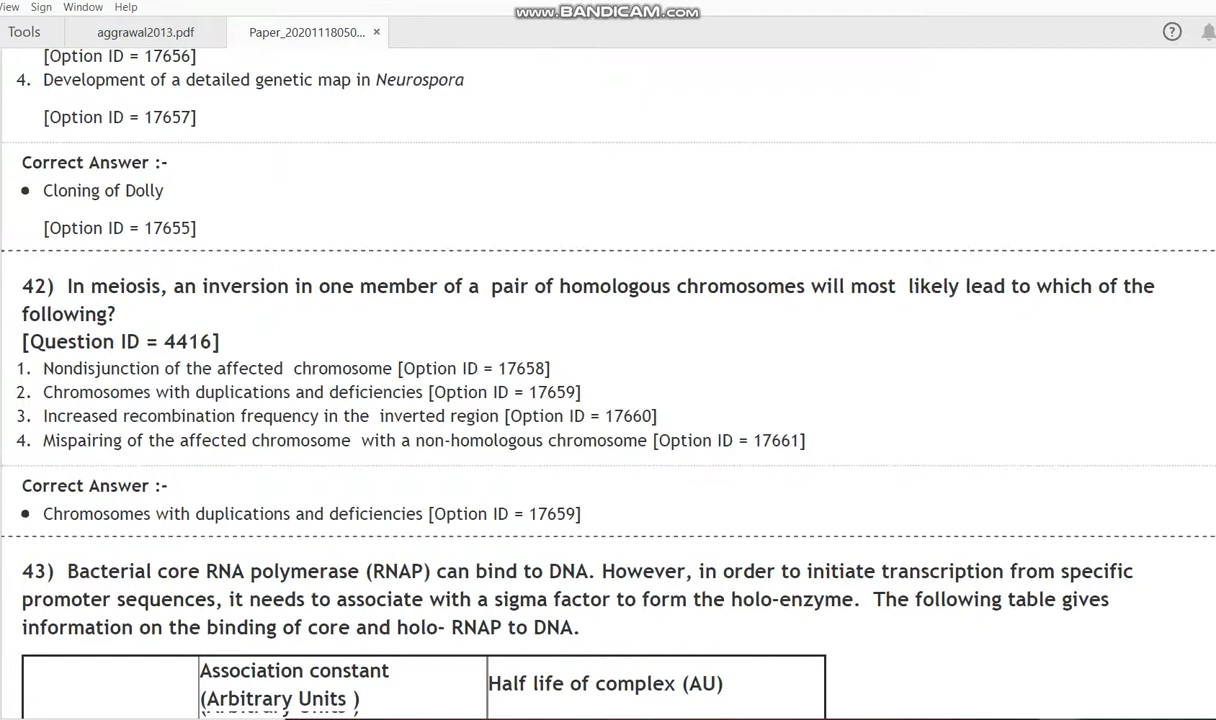 View Sign Window Help
www.BANDICAM.com
Tools aggrawal2013.pdf Paper_20201118050... × ?
[Option ID = 17656]
4. Development of a detailed genetic map in Neurospora
[Option ID = 17657]
Correct Answer :-
• Cloning of Dolly
[Option ID = 17655]
42) In meiosis, an inversion in one member of a pair of homologous chromosomes will most likely lead to which of the
following?
[Question ID = 4416]
1. Nondisjunction of the affected chromosome [Option ID = 17658]
2. Chromosomes with duplications and deficiencies [Option ID = 17659]
3. Increased recombination frequency in the inverted region [Option ID = 17660]
4. Mispairing of the affected chromosome with a non-homologous chromosome [Option ID = 17661]
Correct Answer :-
• Chromosomes with duplications and deficiencies [Option ID = 17659]
43) Bacterial core RNA polymerase (RNAP) can bind to DNA. However, in order to initiate transcription from specific
promoter sequences, it needs to associate with a sigma factor to form the holo-enzyme. The following table gives
information on the binding of core and holo- RNAP to DNA.
Association constant
(Arbitrary Units )
Half life of complex (AU)